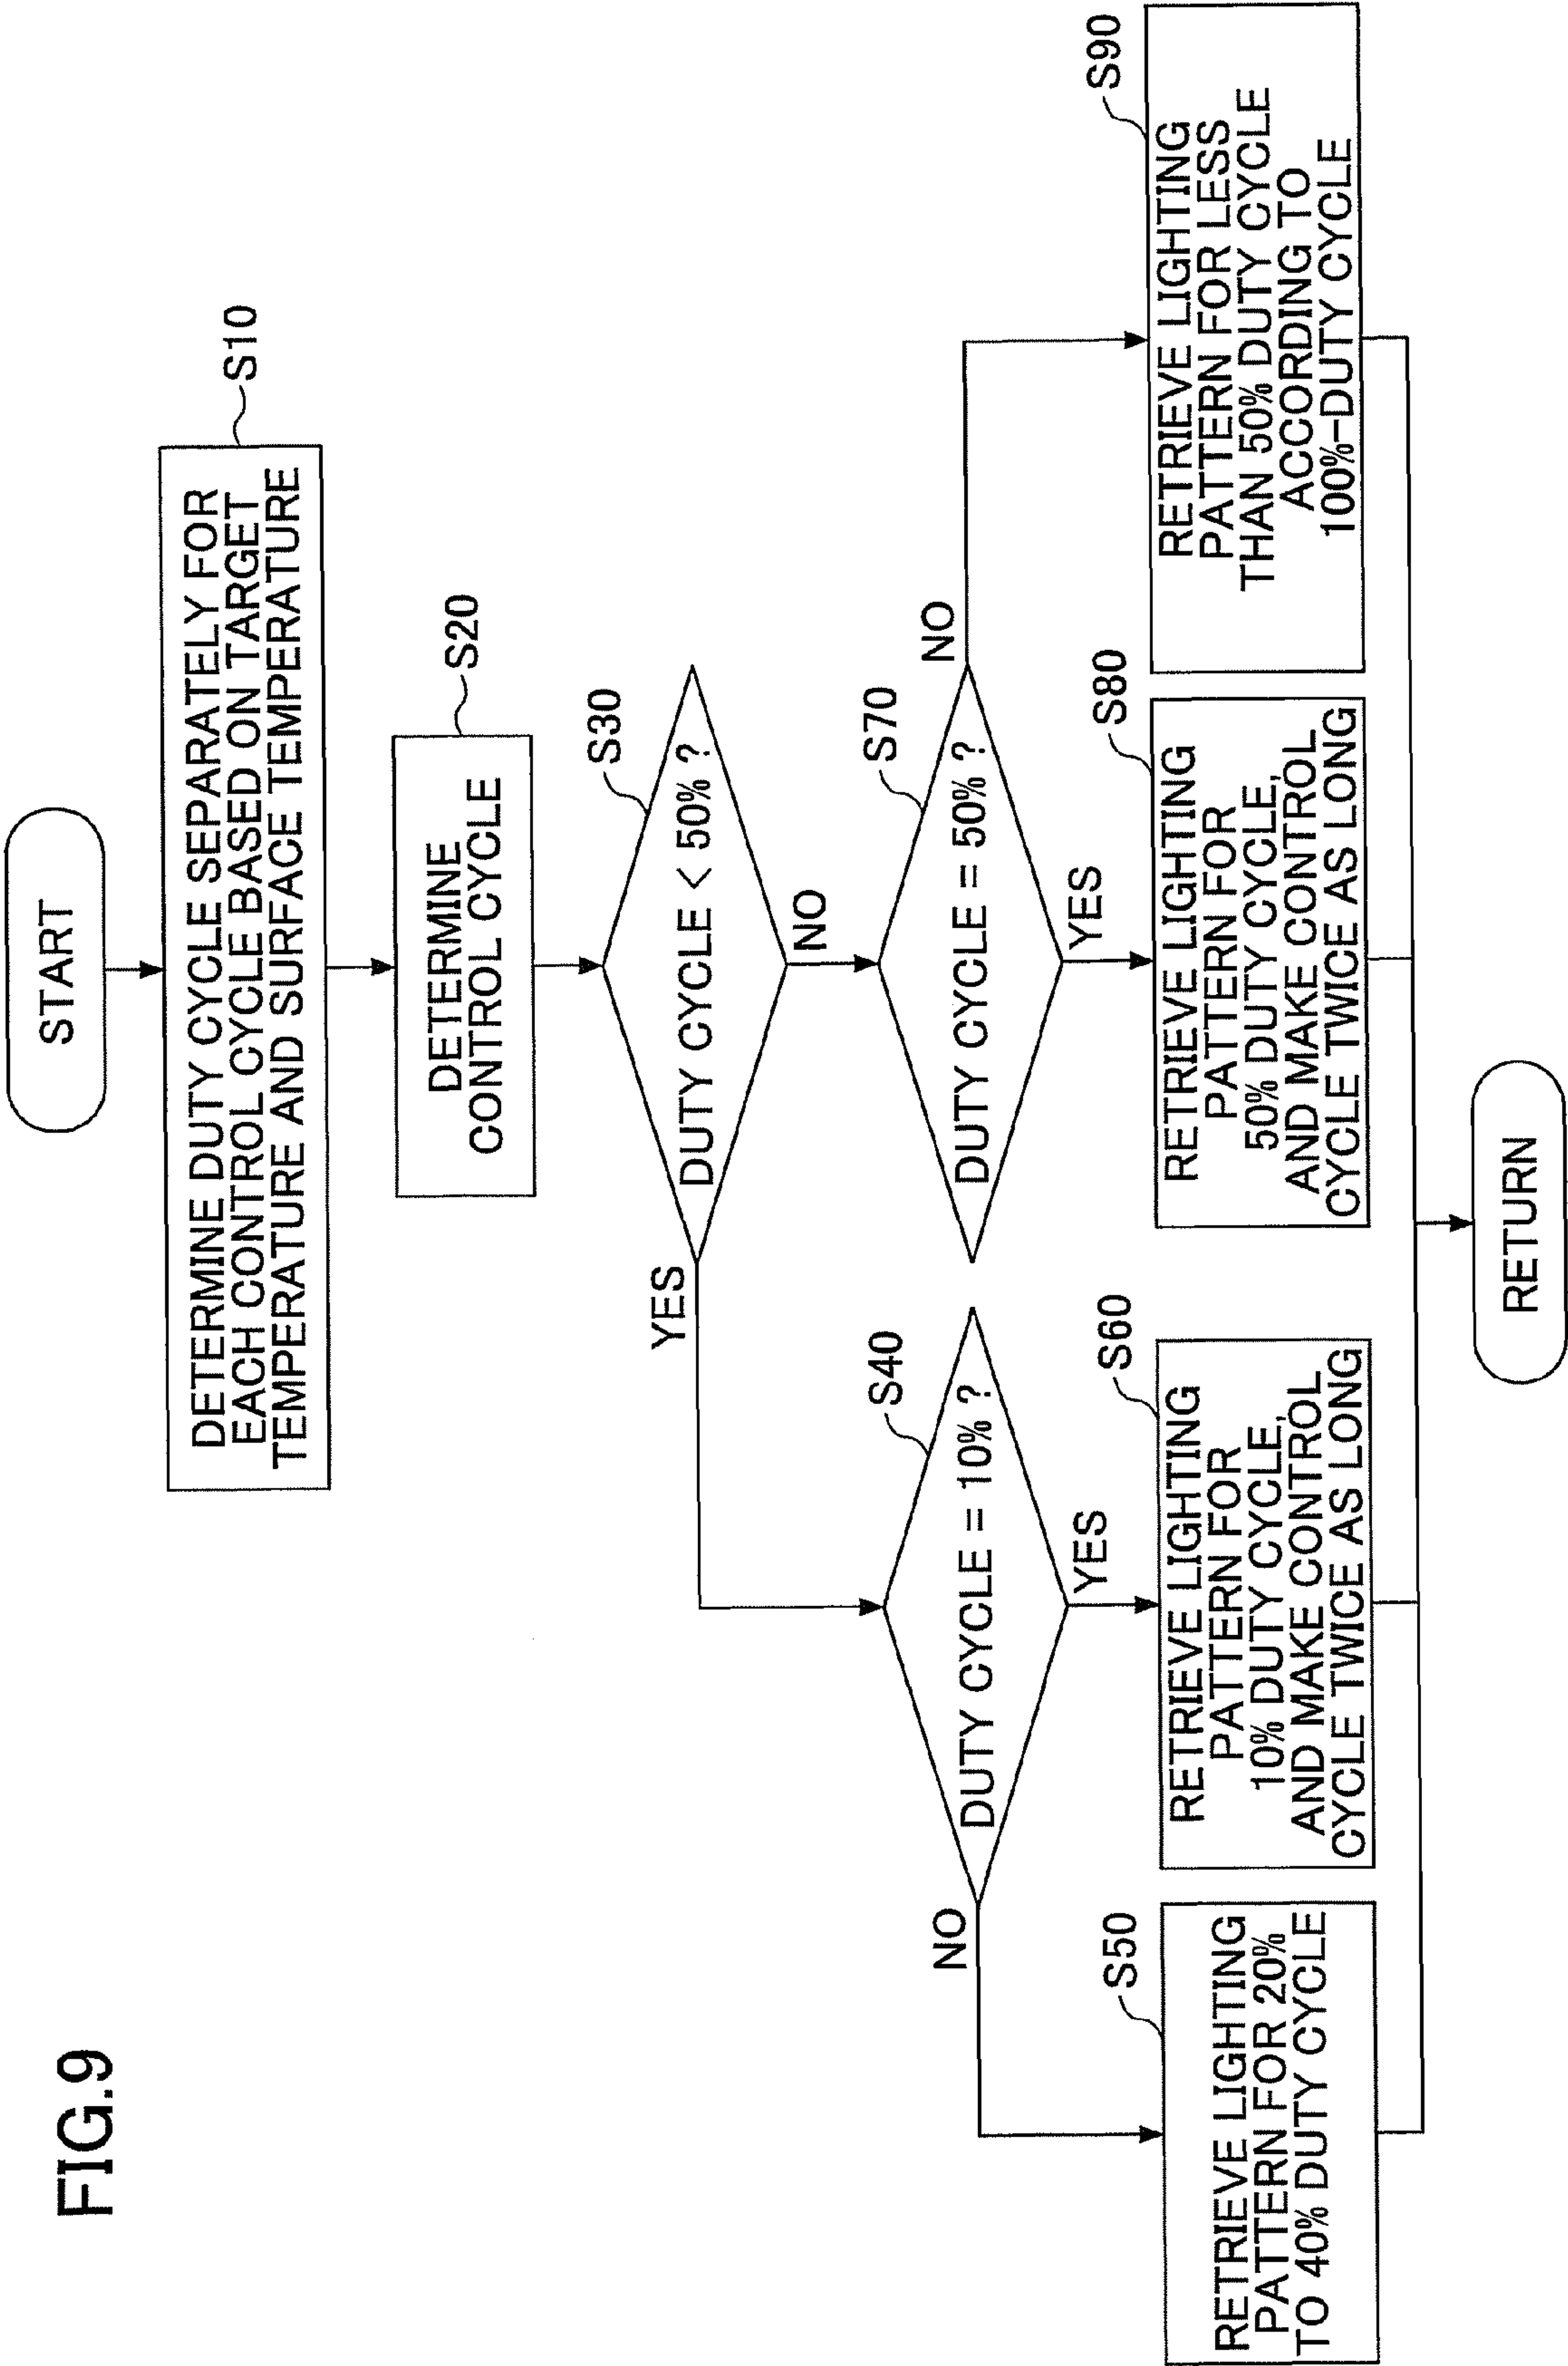 FIG.9
START
DETERMINE DUTY CYCLE SEPARATELY FOR
EACH CONTROL CYCLE BASED ON TARGET
TEMPERATURE AND SURFACE TEMPERATURE
S10
DETERMINE
CONTROL CYCLE
S20
DUTY CYCLE < 50% ?
S30
YES
NO
DUTY CYCLE = 10% ?
S40
NO
YES
DUTY CYCLE = 50% ?
S70
NO
YES
RETRIEVE LIGHTING
PATTERN FOR 20%
TO 40% DUTY CYCLE
S50
RETRIEVE LIGHTING
PATTERN FOR
10% DUTY CYCLE,
AND MAKE CONTROL
CYCLE TWICE AS LONG
S60
RETRIEVE LIGHTING
PATTERN FOR
50% DUTY CYCLE,
AND MAKE CONTROL
CYCLE TWICE AS LONG
S80
RETRIEVE LIGHTING
PATTERN FOR LESS
THAN 50% DUTY CYCLE
ACCORDING TO
100%-DUTY CYCLE
S90
RETURN